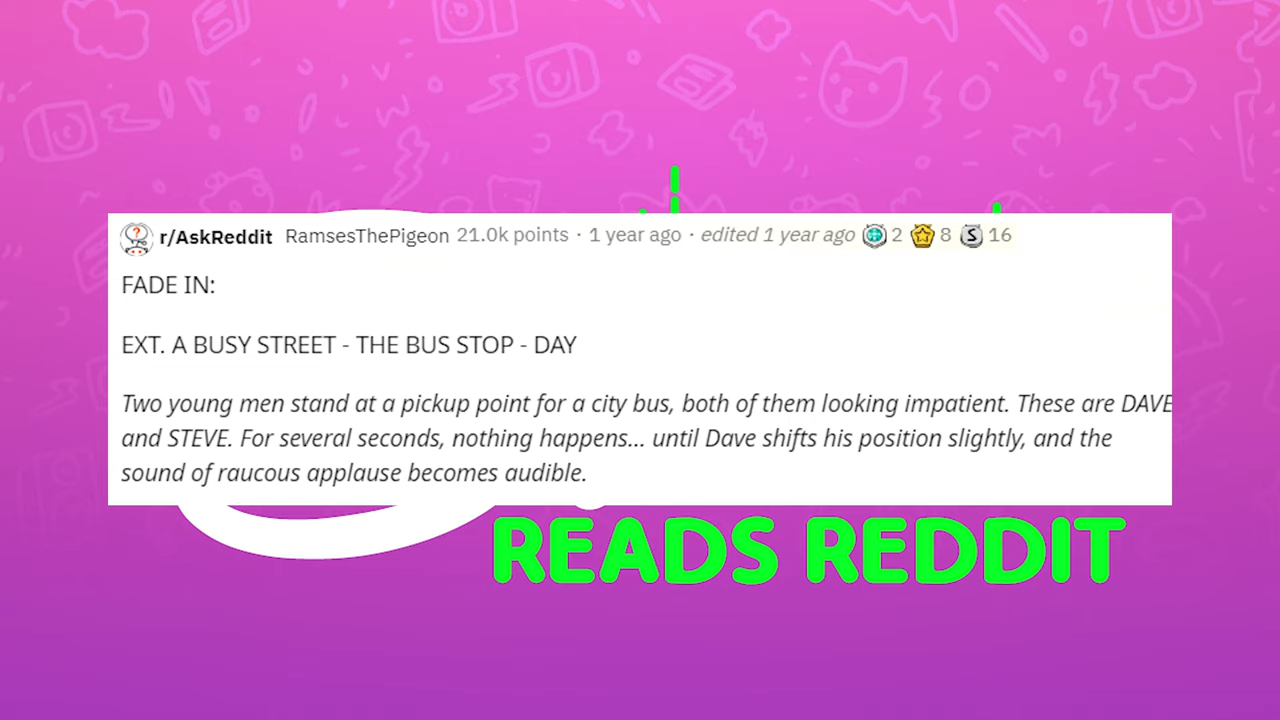 r/AskReddit RamsesThePigeon 21.0k points · 1 year ago · edited 1 year ago 2 8 S 16
FADE IN:
EXT. A BUSY STREET - THE BUS STOP - DAY
Two young men stand at a pickup point for a city bus, both of them looking impatient. These are DAVE
and STEVE. For several seconds, nothing happens... until Dave shifts his position slightly, and the
sound of raucous applause becomes audible.
READS REDDIT